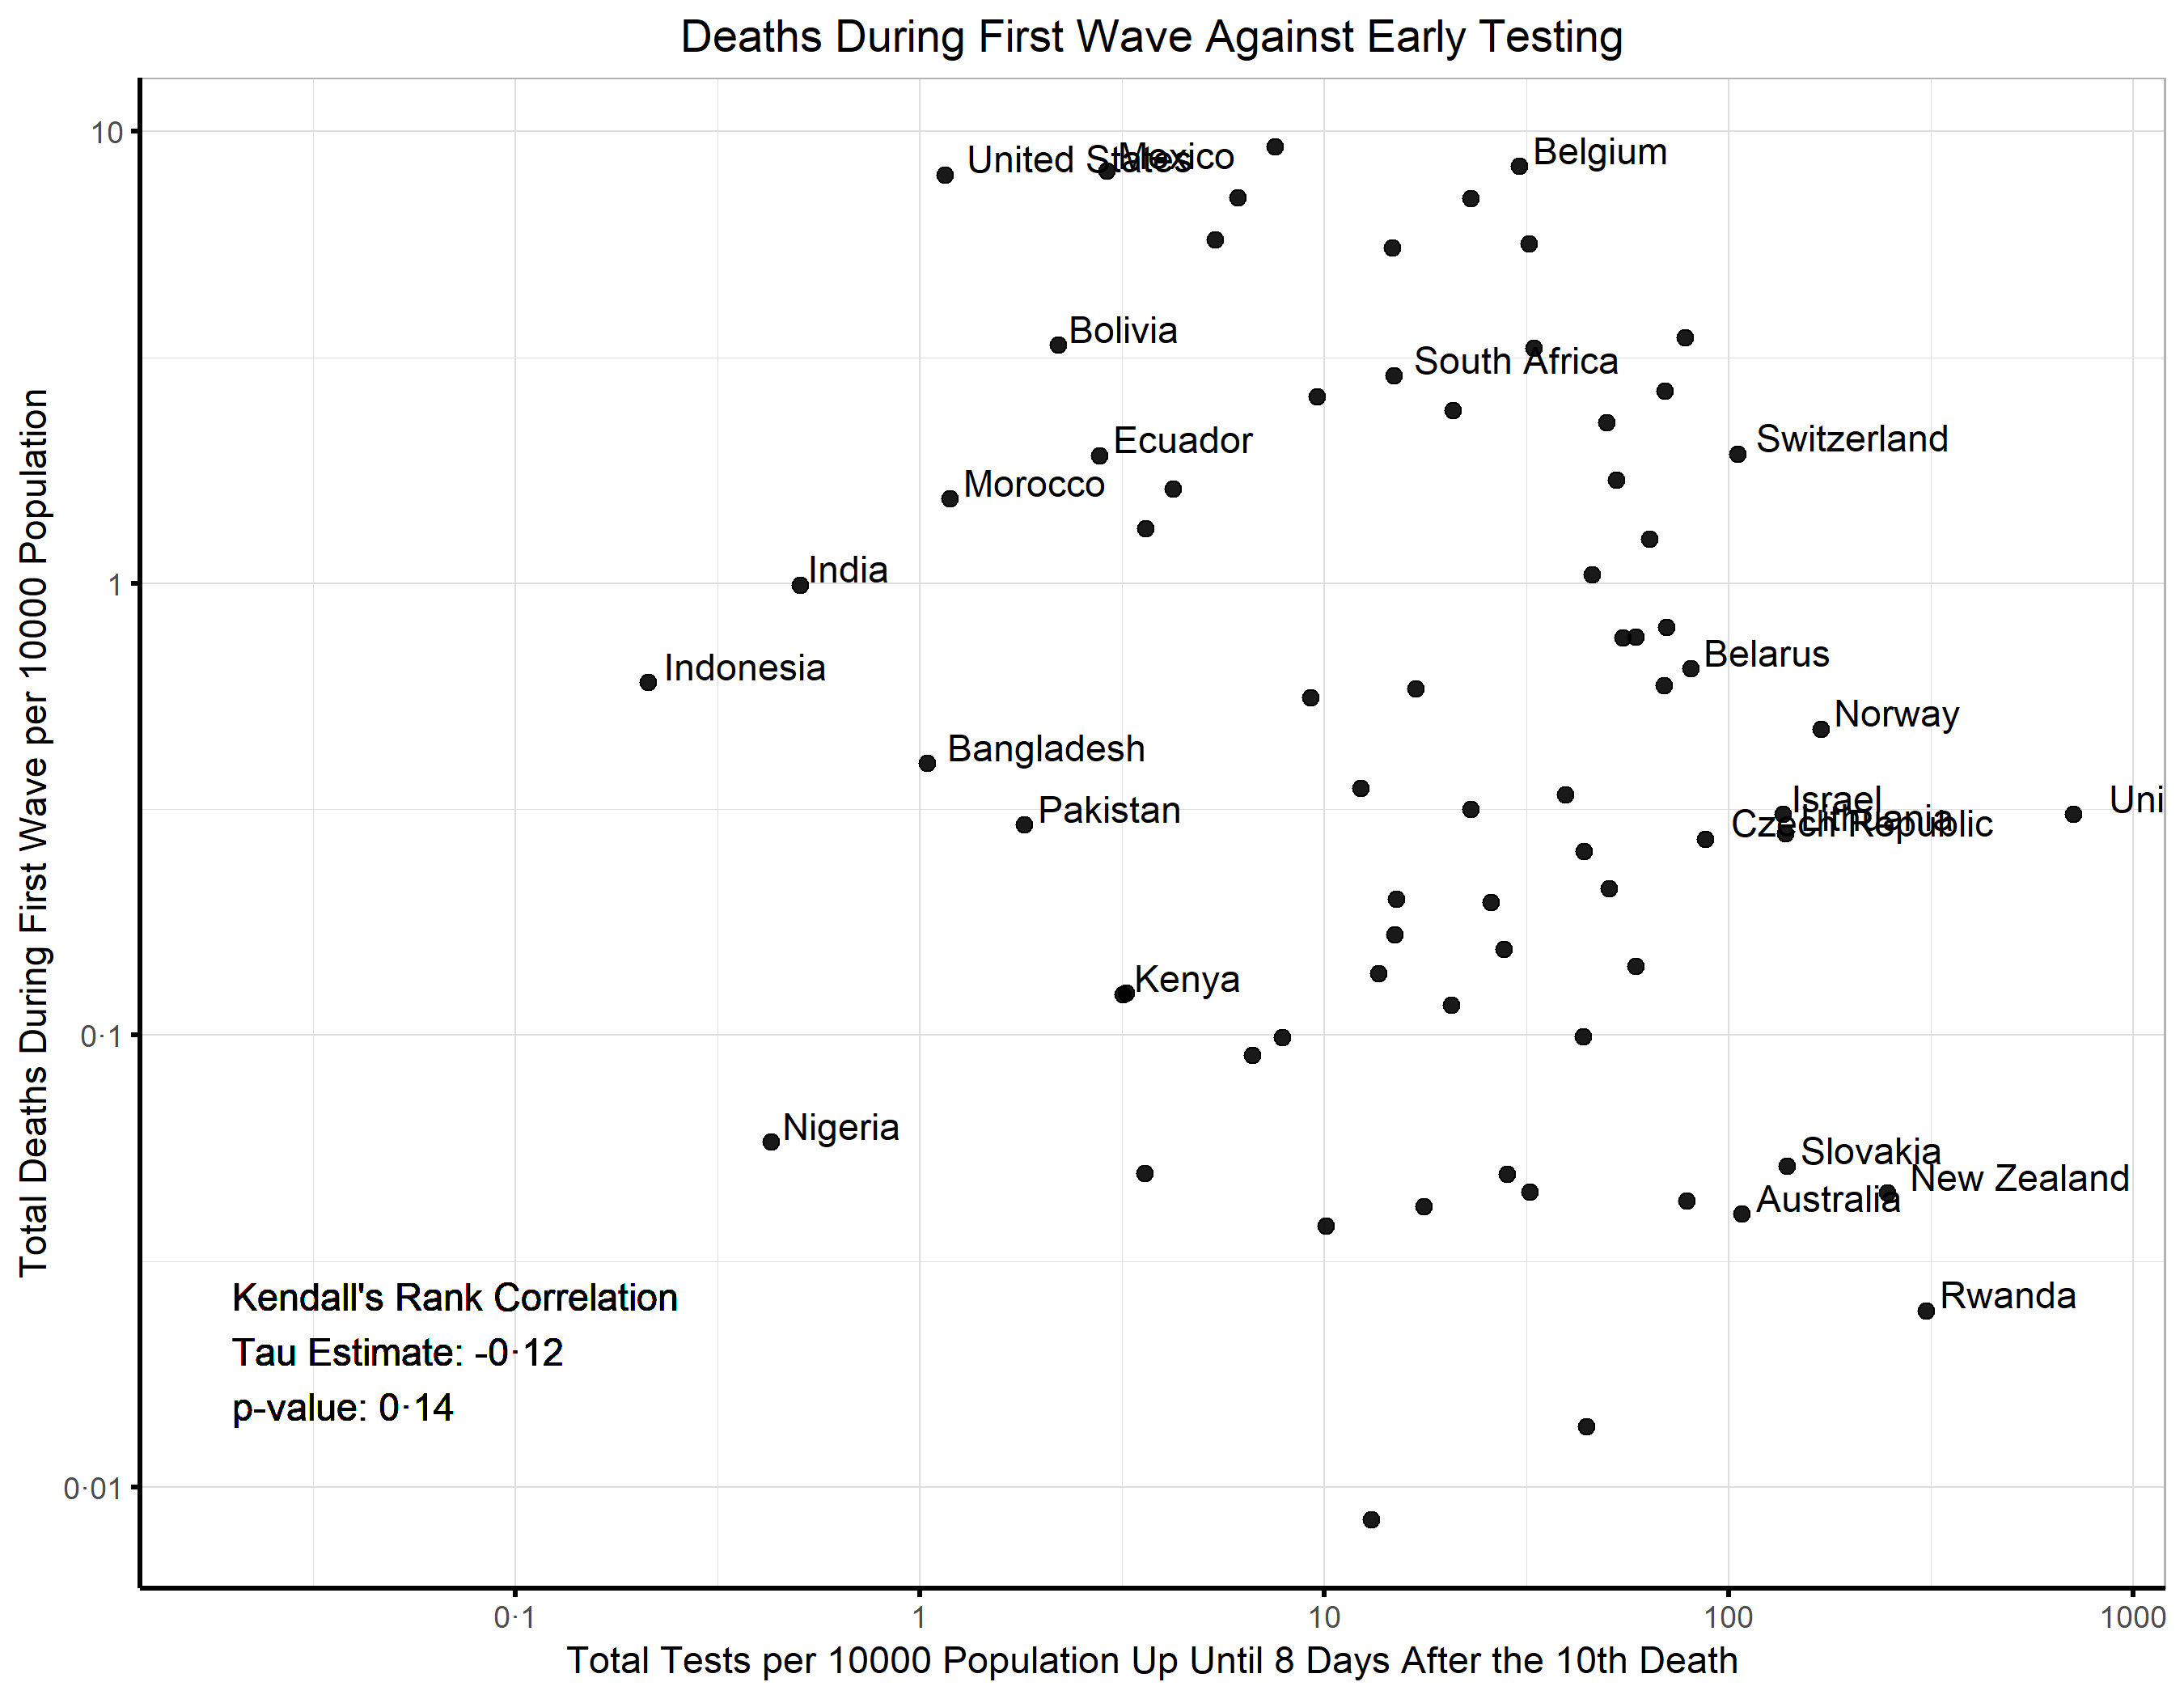 Deaths During First Wave Against Early Testing
Total Deaths During First Wave per 10000 Population
10
1
0·1
0·01
United States
Mexico
Belgium
Bolivia
South Africa
Ecuador
Switzerland
Morocco
India
Belarus
Indonesia
Norway
Bangladesh
Israel
Uni
Pakistan
Lithuania
Czech Republic
Kenya
Nigeria
Slovakia
New Zealand
Australia
Rwanda
Kendall's Rank Correlation
Tau Estimate: -0·12
p-value: 0·14
0·1
1
10
100
1000
Total Tests per 10000 Population Up Until 8 Days After the 10th Death